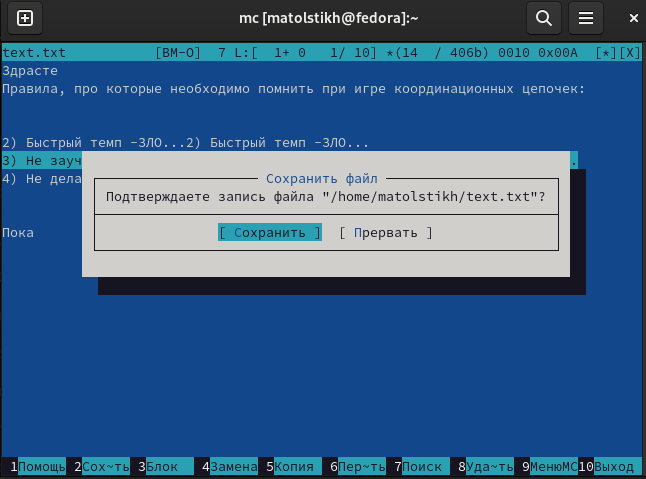 mc [matolstikh@fedora]:~
text.txt [BM-O] 7 L:[ 1+ 0 1/ 10] *(14 / 406b) 0010 0x00A [*][X]
Здрасте
Правила, про которые необходимо помнить при игре координационных цепочек:
2) Быстрый темп -ЗЛО...2) Быстрый темп -ЗЛО...
3) Не зауч .
4) Не дела
Сохранить файл
Подтверждаете запись файла "/home/matolstikh/text.txt"?
[ Сохранить ] [ Прервать ]
Пока
1Помощь 2Сох~ть 3Блок 4Замена 5Копия 6Пер~ть 7Поиск 8Уда~ть 9МенюMC 10Выход